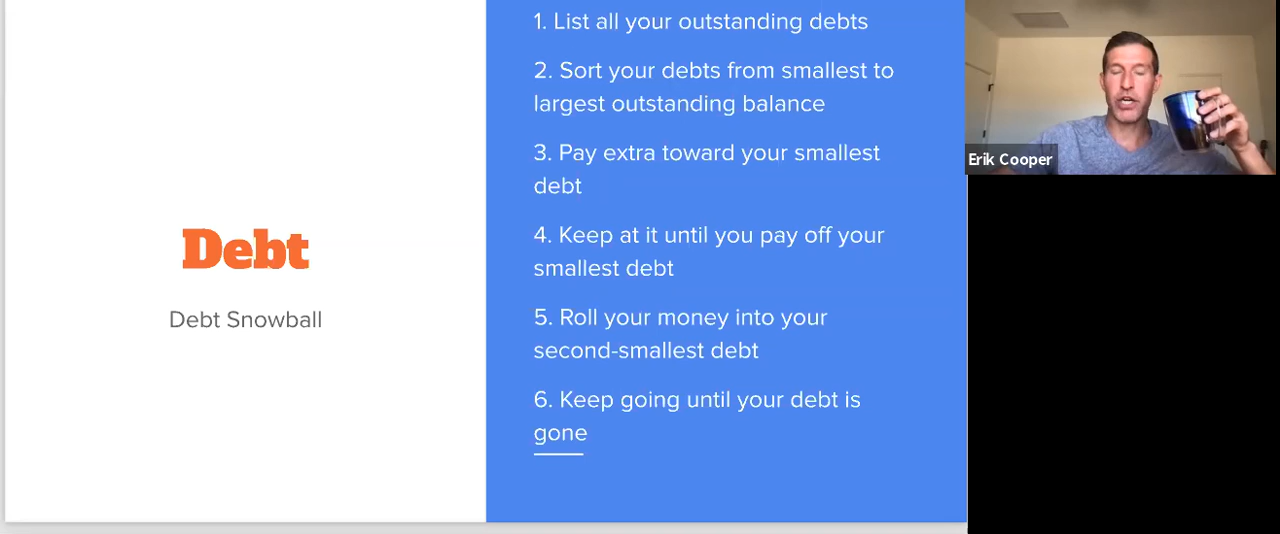 Debt
Debt Snowball
1. List all your outstanding debts
2. Sort your debts from smallest to
largest outstanding balance
3. Pay extra toward your smallest
debt
4. Keep at it until you pay off your
smallest debt
5. Roll your money into your
second-smallest debt
6. Keep going until your debt is
gone
Erik Cooper